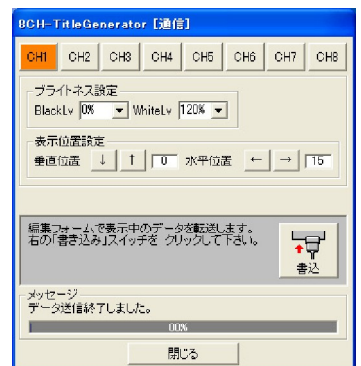 8CH-TitleGenerator [通信]
CH1 CH2 CH3 CH4 CH5 CH6 CH7 CH8
ブライトネス設定
BlackLv 0% WhiteLv 120%
表示位置設定
垂直位置 ↓ ↑ 0 水平位置 ← → 15
編集フォームで表示中のデータを転送します。
右の「書き込み」スイッチを クリックして下さい。
書込
メッセージ
データ送信終了しました。
00%
閉じる